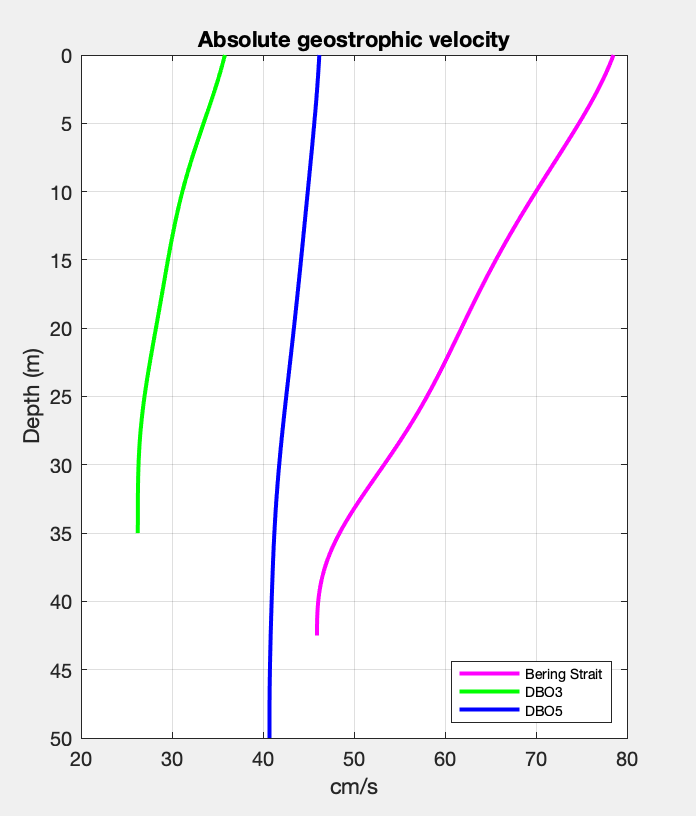 Absolute geostrophic velocity
0
5
10
15
20
25
30
35
40
45
50
Depth (m)
20 30 40 50 60 70 80
cm/s
Bering Strait
DBO3
DBO5